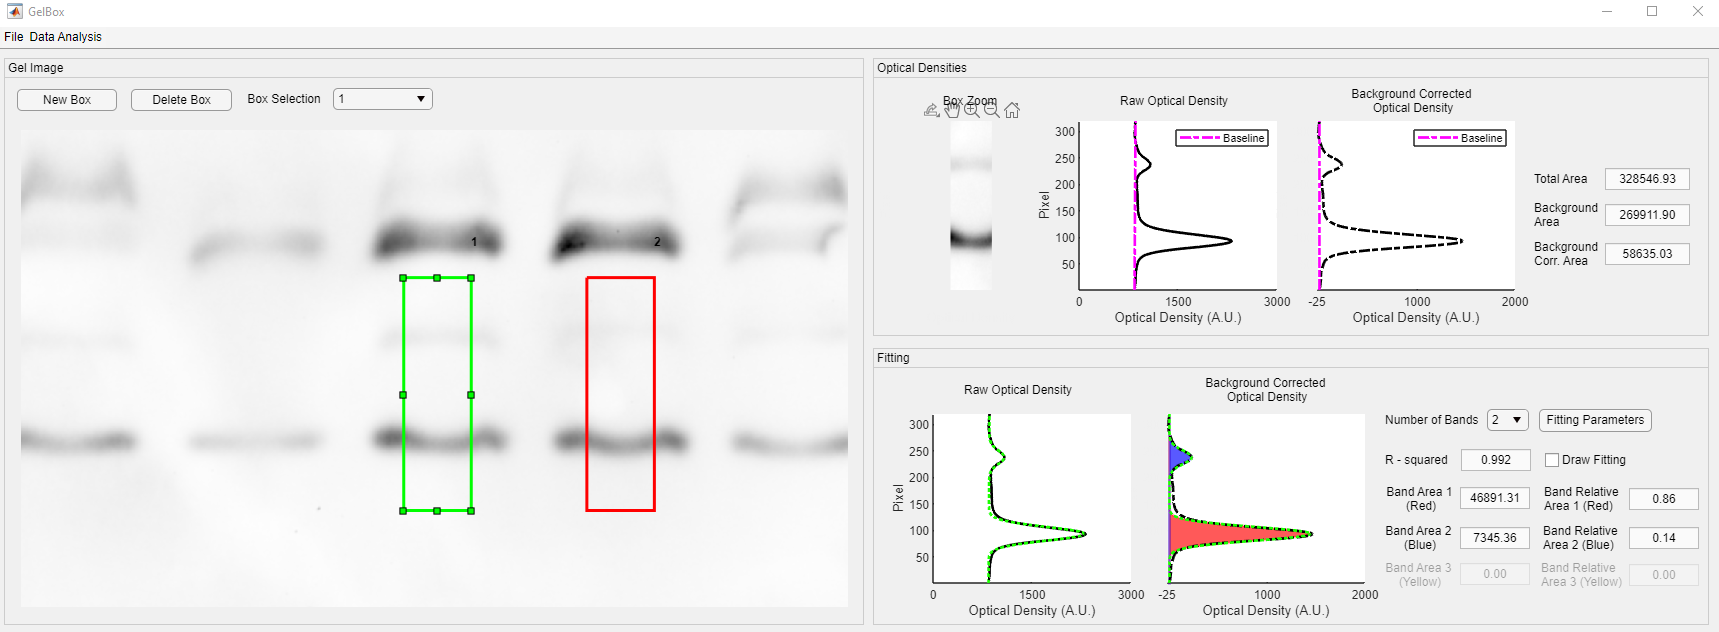 GelBox
File Data Analysis
Gel Image
New Box
Delete Box
Box Selection
1
1
2
Optical Densities
Box Zoom
Raw Optical Density
Baseline
300
250
200
150
100
50
Pixel
0
1500
3000
Optical Density (A.U.)
Background Corrected
Optical Density
Baseline
-25
1000
2000
Optical Density (A.U.)
Total Area
328546.93
Background
Area
269911.90
Background
Corr. Area
58635.03
Fitting
Raw Optical Density
300
250
200
150
100
50
Pixel
0
1500
3000
Optical Density (A.U.)
Background Corrected
Optical Density
-25
1000
2000
Optical Density (A.U.)
Number of Bands
2
Fitting Parameters
R - squared
0.992
Draw Fitting
Band Area 1
(Red)
46891.31
Band Relative
Area 1 (Red)
0.86
Band Area 2
(Blue)
7345.36
Band Relative
Area 2 (Blue)
0.14
Band Area 3
(Yellow)
0.00
Band Relative
Area 3 (Yellow)
0.00